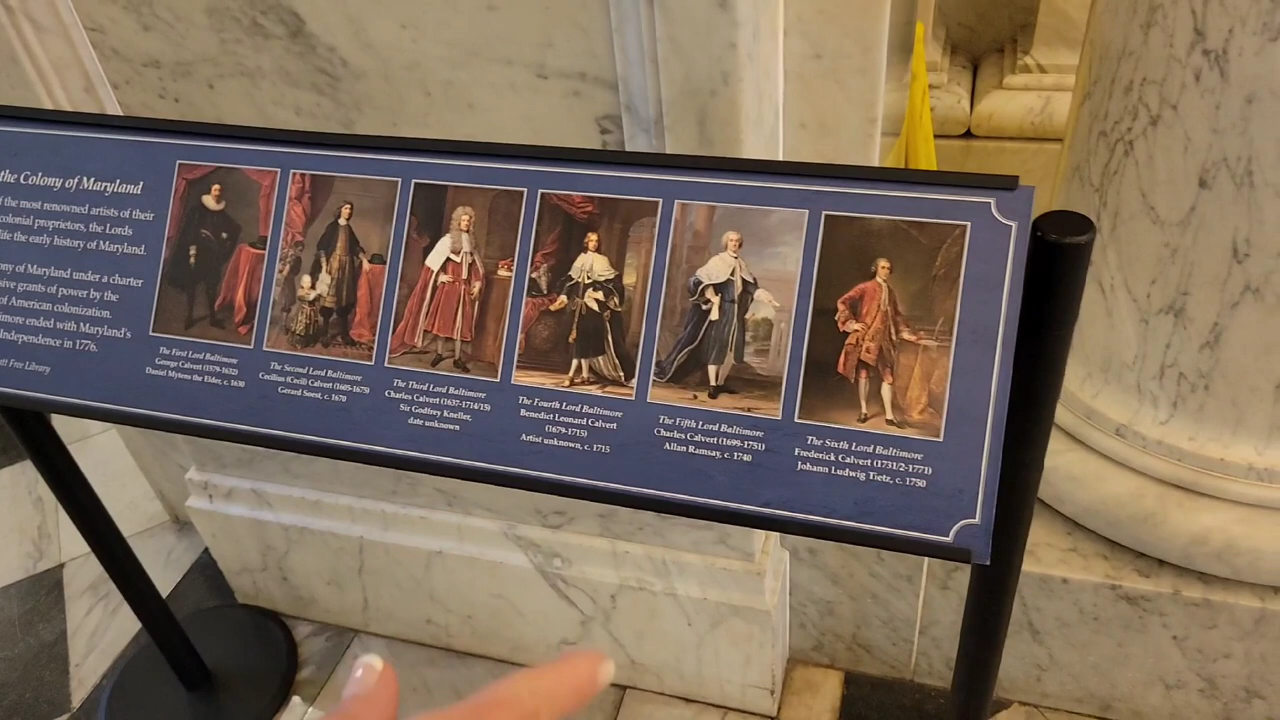 the Colony of Maryland
f the most renowned artists of their
colonial proprietors, the Lords
life the early history of Maryland.
ony of Maryland under a charter
sive grants of power by the
of American colonization.
imore ended with Maryland's
Independence in 1776.
att Free Library
The First Lord Baltimore
George Calvert (1579-1632)
Daniel Mytens the Elder, c. 1630
The Second Lord Baltimore
Cecilius (Cecil) Calvert (1605-1675)
Gerard Soest, c. 1670
The Third Lord Baltimore
Charles Calvert (1637-1714/15)
Sir Godfrey Kneller,
date unknown
The Fourth Lord Baltimore
Benedict Leonard Calvert
(1679-1715)
Artist unknown, c. 1715
The Fifth Lord Baltimore
Charles Calvert (1699-1751)
Allan Ramsay, c. 1740
The Sixth Lord Baltimore
Frederick Calvert (1731/2-1771)
Johann Ludwig Tietz, c. 1750